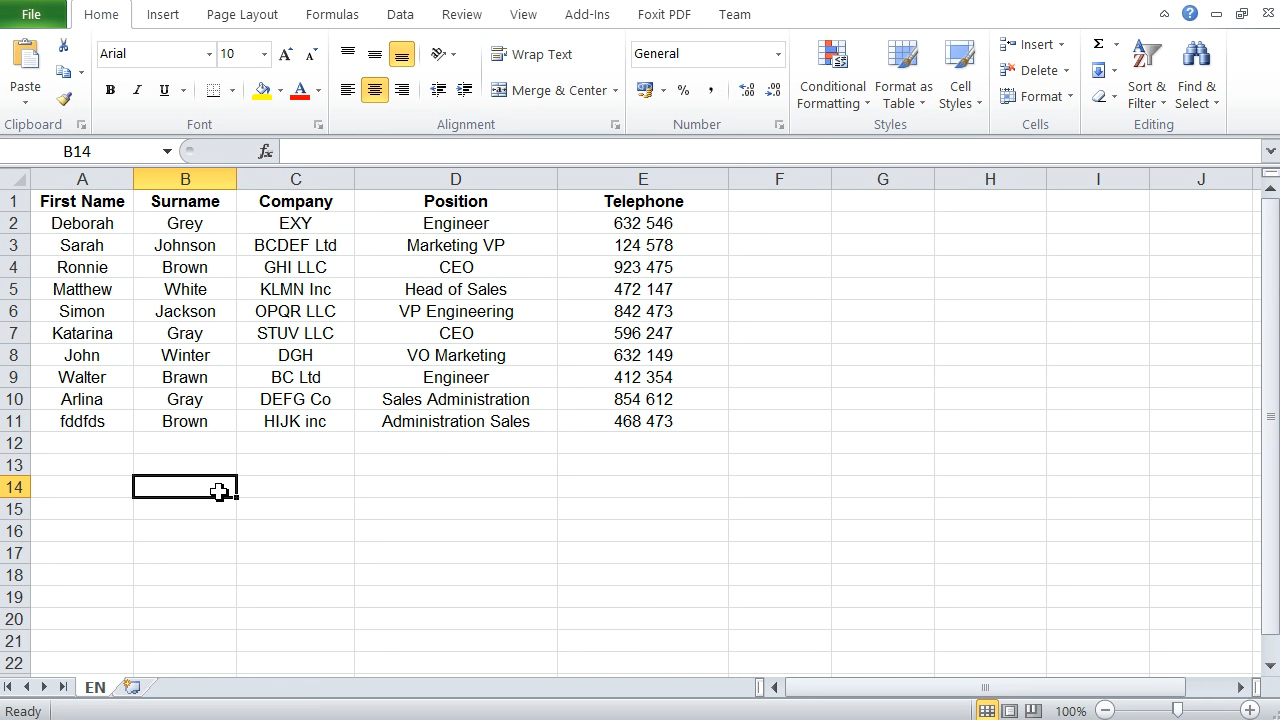 File Home Insert Page Layout Formulas Data Review View Add-Ins Foxit PDF Team
Paste
Arial 10
Wrap Text
General
Conditional Formatting
Format as Table
Cell Styles
Insert
Delete
Format
Sort & Filter
Find & Select
B I U
Merge & Center
% ,
Clipboard Font Alignment Number Styles Cells Editing
B14 fx
A B C D E F G H I J
1 First Name Surname Company Position Telephone
2 Deborah Grey EXY Engineer 632 546
3 Sarah Johnson BCDEF Ltd Marketing VP 124 578
4 Ronnie Brown GHI LLC CEO 923 475
5 Matthew White KLMN Inc Head of Sales 472 147
6 Simon Jackson OPQR LLC VP Engineering 842 473
7 Katarina Gray STUV LLC CEO 596 247
8 John Winter DGH VO Marketing 632 149
9 Walter Brawn BC Ltd Engineer 412 354
10 Arlina Gray DEFG Co Sales Administration 854 612
11 fddfds Brown HIJK inc Administration Sales 468 473
12
13
14
15
16
17
18
19
20
21
22
EN
Ready 100%